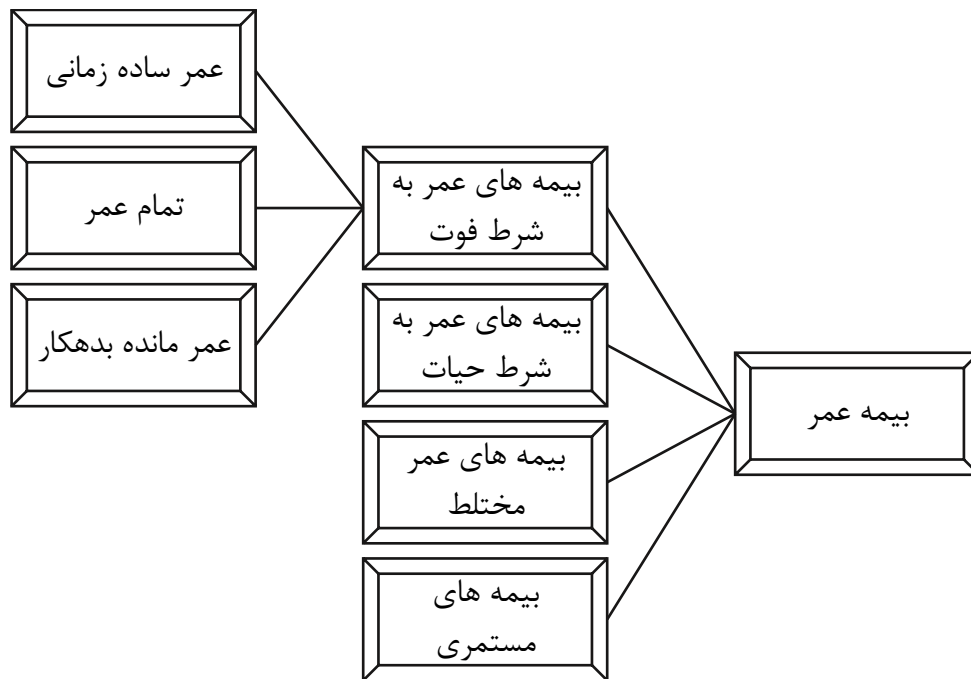 بیمه عمر
بیمه های عمر به
شرط فوت
بیمه های عمر به
شرط حیات
بیمه های عمر
مختلط
بیمه های
مستمری
عمر ساده زمانی
تمام عمر
عمر مانده بدهکار